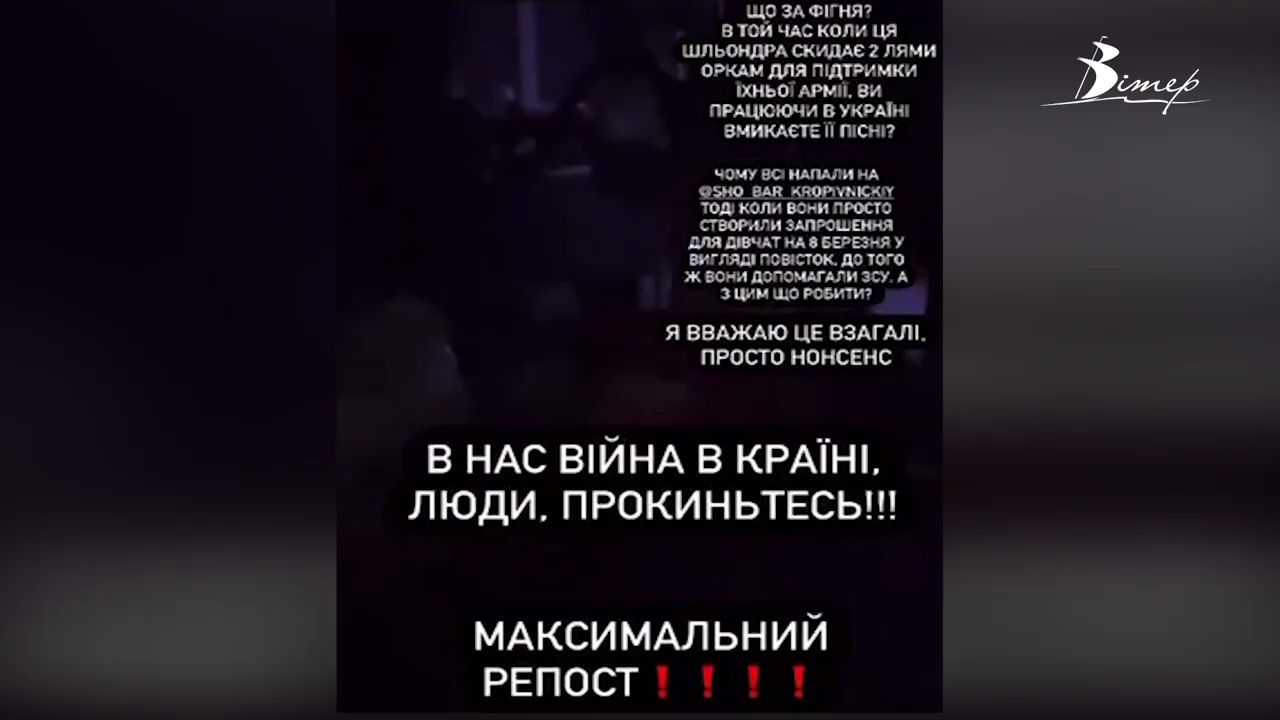 ЩО ЗА ФІГНЯ?
В ТОЙ ЧАС КОЛИ ЦЯ
ШЛЬОНДРА СКИДАЄ 2 ЛЯМИ
ОРКАМ ДЛЯ ПІДТРИМКИ
ЇХНЬОЇ АРМІЇ, ВИ
ПРАЦЮЮЧИ В УКРАЇНІ
ВМИКАЄТЕ ЇЇ ПІСНІ?
ЧОМУ ВСІ НАПАЛИ НА
@SHO_BAR_KROPIVNICKIY
ТОДІ КОЛИ ВОНИ ПРОСТО
СТВОРИЛИ ЗАПРОШЕННЯ
ДЛЯ ДІВЧАТ НА 8 БЕРЕЗНЯ У
ВИГЛЯДІ ПОВІСТОК, ДО ТОГО
Ж ВОНИ ДОПОМАГАЛИ ЗСУ, А
З ЦИМ ЩО РОБИТИ?
Я ВВАЖАЮ ЦЕ ВЗАГАЛІ,
ПРОСТО НОНСЕНС
В НАС ВІЙНА В КРАЇНІ,
ЛЮДИ, ПРОКИНЬТЕСЬ!!!
МАКСИМАЛЬНИЙ
РЕПОСТ❗❗❗❗
Вітер